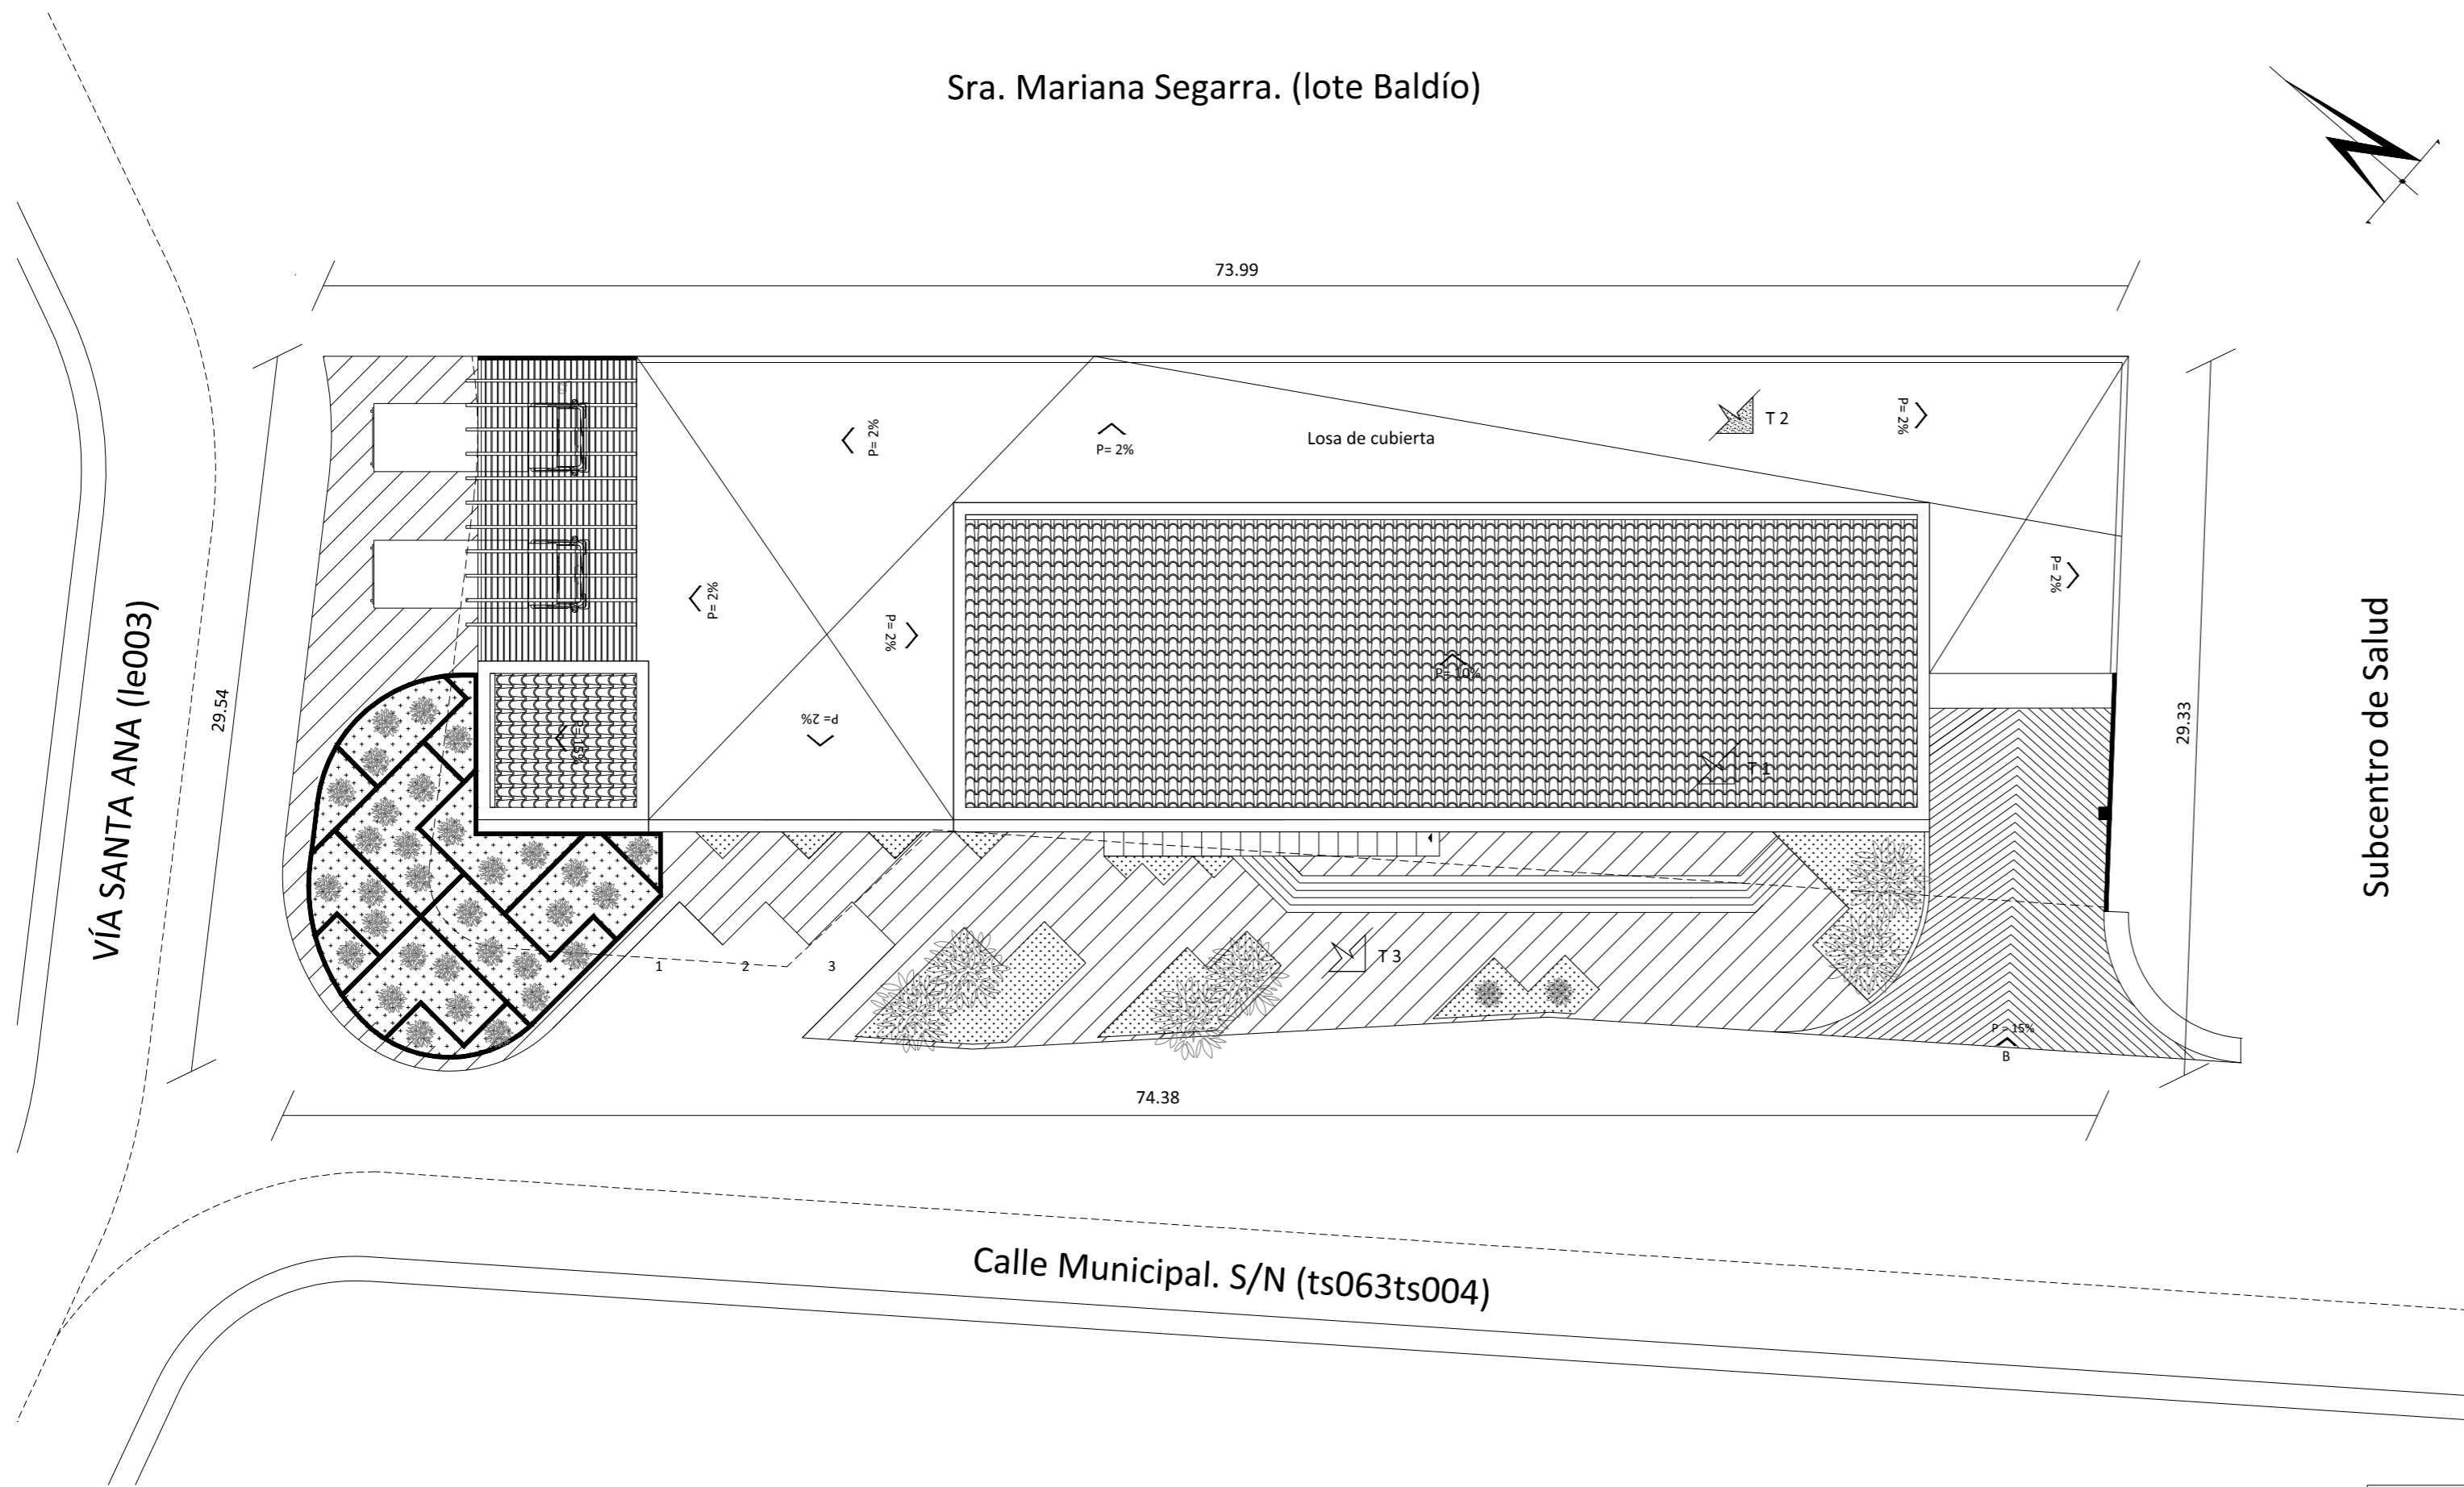 Sra. Mariana Segarra. (lote Baldío)
73.99
P= 2%
P= 2%
Losa de cubierta
T 2
P= 2%
P= 2%
P= 2%
P= 2%
P= 2%
P= 10%
P= 15%
T 1
VÍA SANTA ANA (le003)
29.54
29.33
Subcentro de Salud
1
2
3
T 3
P = 15%
B
74.38
Calle Municipal. S/N (ts063ts004)